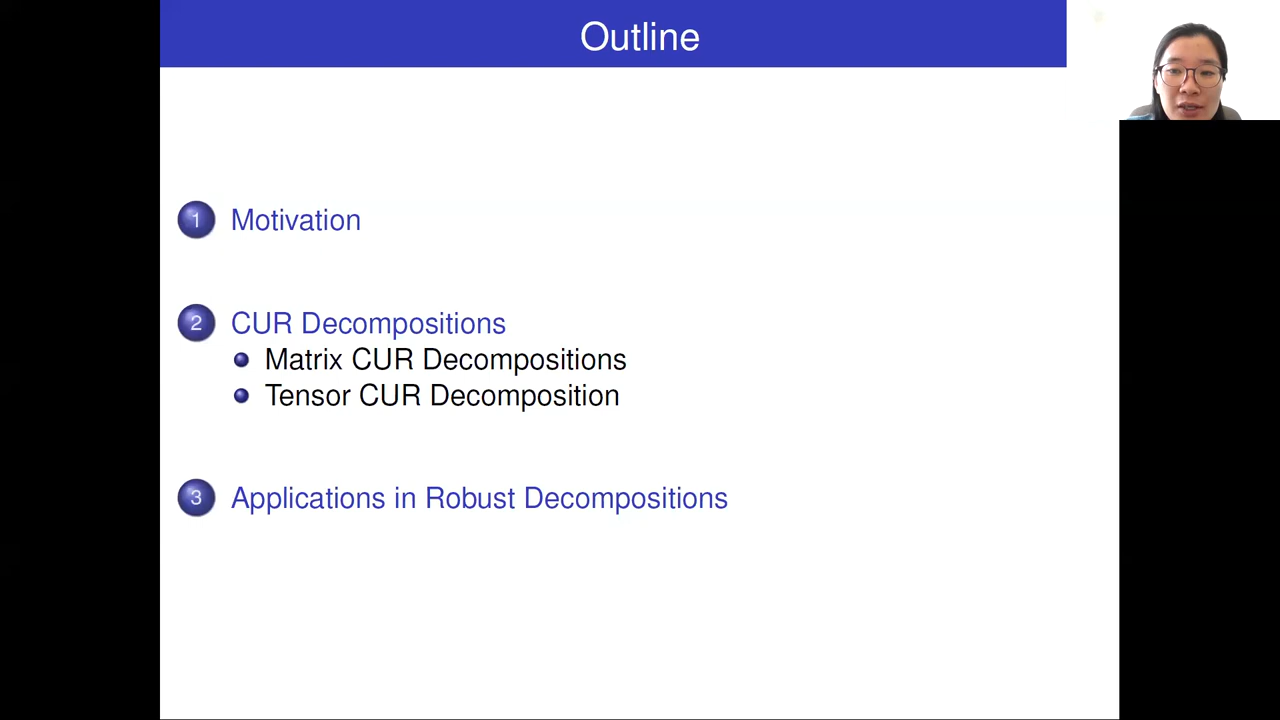 Outline
1 Motivation
2 CUR Decompositions
Matrix CUR Decompositions
Tensor CUR Decomposition
3 Applications in Robust Decompositions